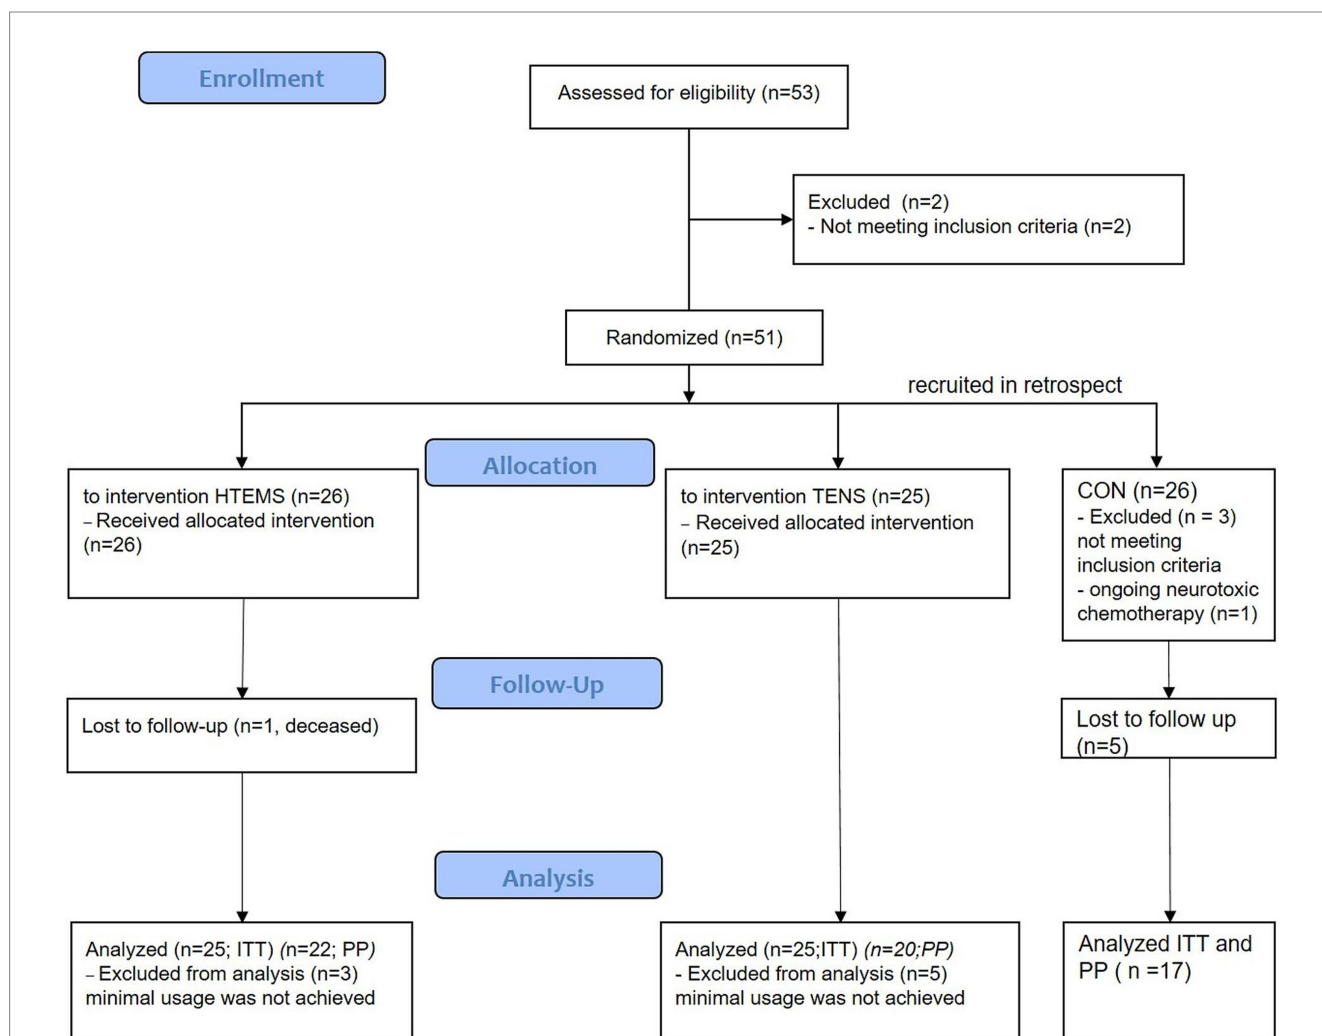 Enrollment
Assessed for eligibility (n=53)
Excluded  (n=2)
- Not meeting inclusion criteria (n=2)
Randomized (n=51)
recruited in retrospect
Allocation
to intervention HTEMS (n=26)
– Received allocated intervention
(n=26)
to intervention TENS (n=25)
– Received allocated intervention
(n=25)
CON (n=26)
- Excluded (n = 3)
not meeting
inclusion criteria
- ongoing neurotoxic
chemotherapy (n=1)
Follow-Up
Lost to follow-up (n=1, deceased)
Lost to follow up
(n=5)
Analysis
Analyzed (n=25; ITT) (n=22; PP)
– Excluded from analysis (n=3)
minimal usage was not achieved
Analyzed (n=25;ITT) (n=20;PP)
- Excluded from analysis (n=5)
minimal usage was not achieved
Analyzed ITT and
PP ( n =17)